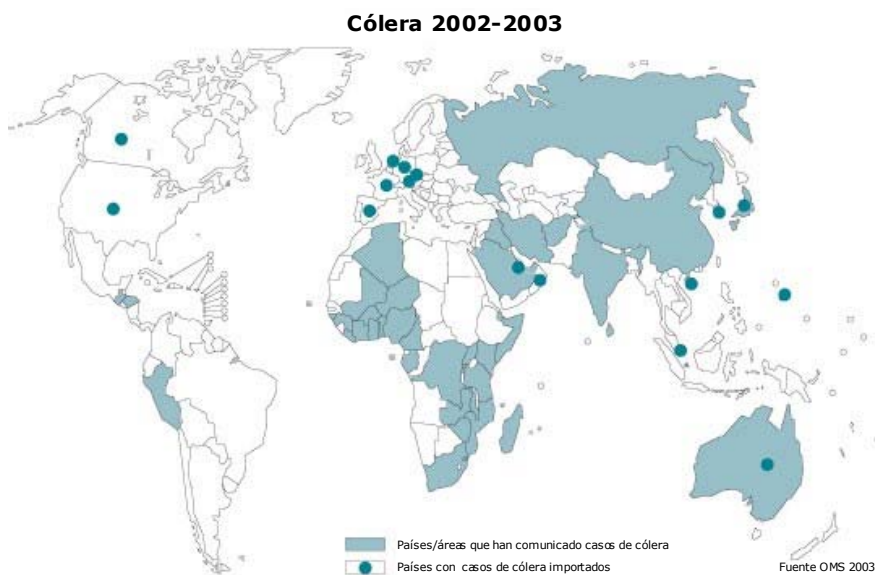 Cólera 2002-2003
Países/áreas que han comunicado casos de cólera
Países con casos de cólera importados
Fuente OMS 2003